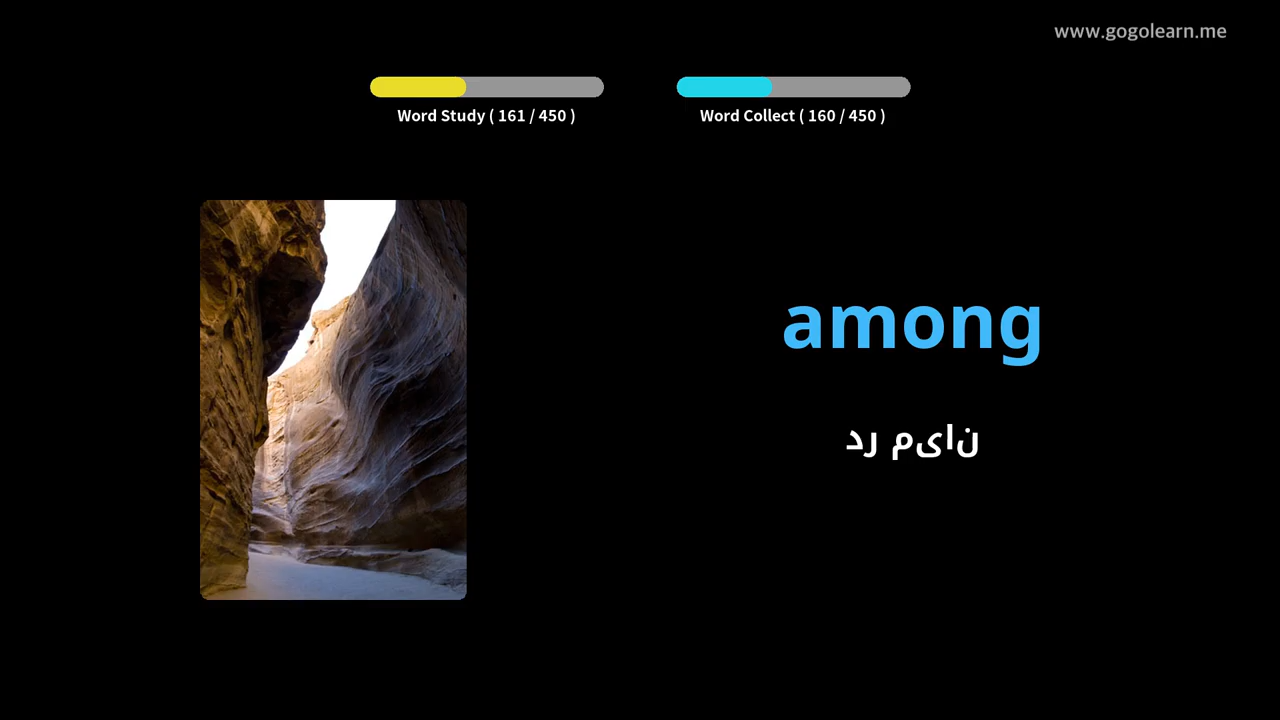 www.gogolearn.me
Word Study ( 161 / 450 )
Word Collect ( 160 / 450 )
among
نایم رد